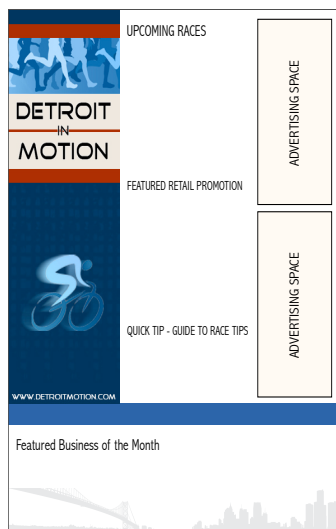 UPCOMING RACES
ADVERTISING SPACE
DETROIT
IN
MOTION
FEATURED RETAIL PROMOTION
ADVERTISING SPACE
QUICK TIP - GUIDE TO RACE TIPS
WWW.DETROITMOTION.COM
Featured Business of the Month